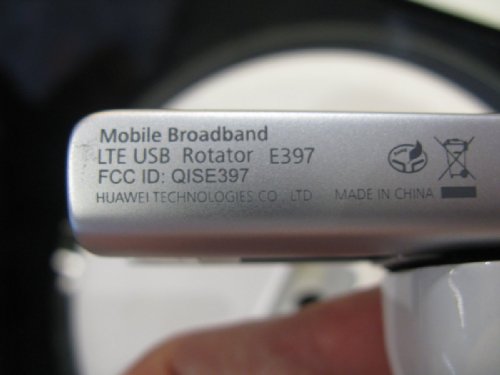 Mobile Broadband
LTE USB Rotator E397
FCC ID: QISE397
HUAWEI TECHNOLOGIES CO LTD MADE IN CHINA